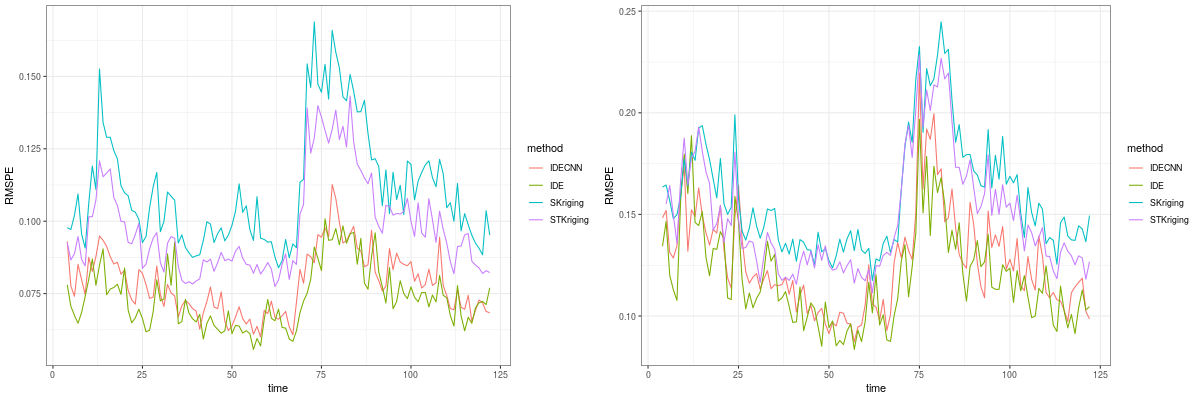 RMSPE
0.150
0.125
0.100
0.075
0
25
50
75
100
125
time
method
IDECNN
IDE
SKriging
STKriging
RMSPE
0.25
0.20
0.15
0.10
0
25
50
75
100
125
time
method
IDECNN
IDE
SKriging
STKriging